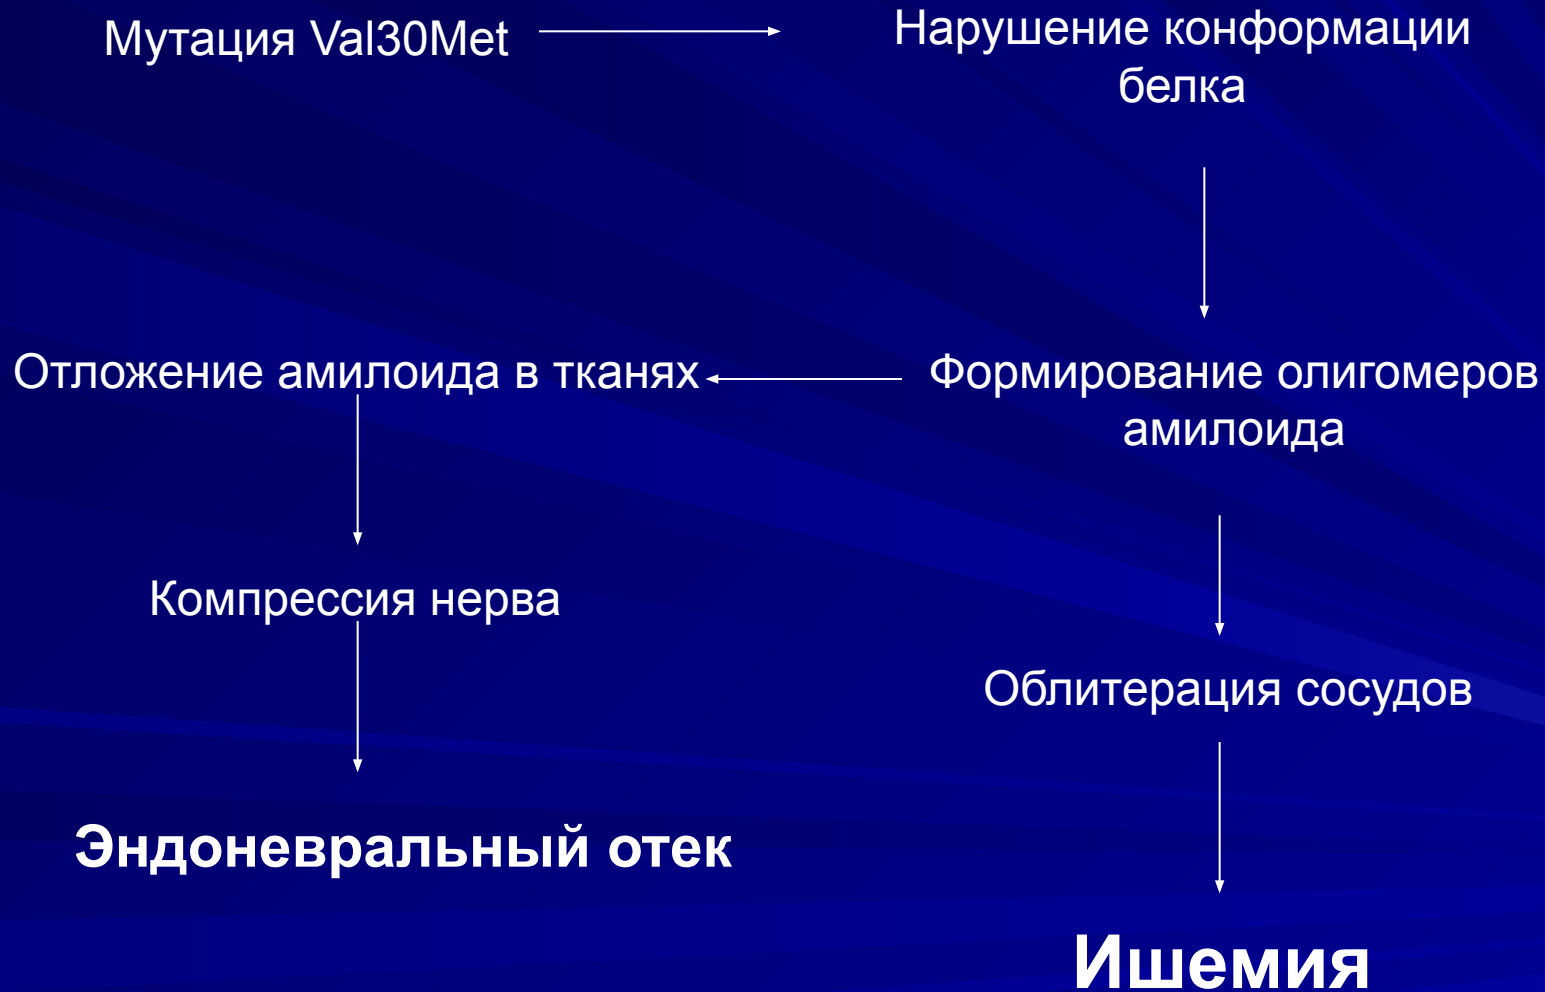 Мутация Val30Met
Нарушение конформации
белка
Отложение амилоида в тканях
Формирование олигомеров
амилоида
Компрессия нерва
Облитерация сосудов
Эндоневральный отек
Ишемия